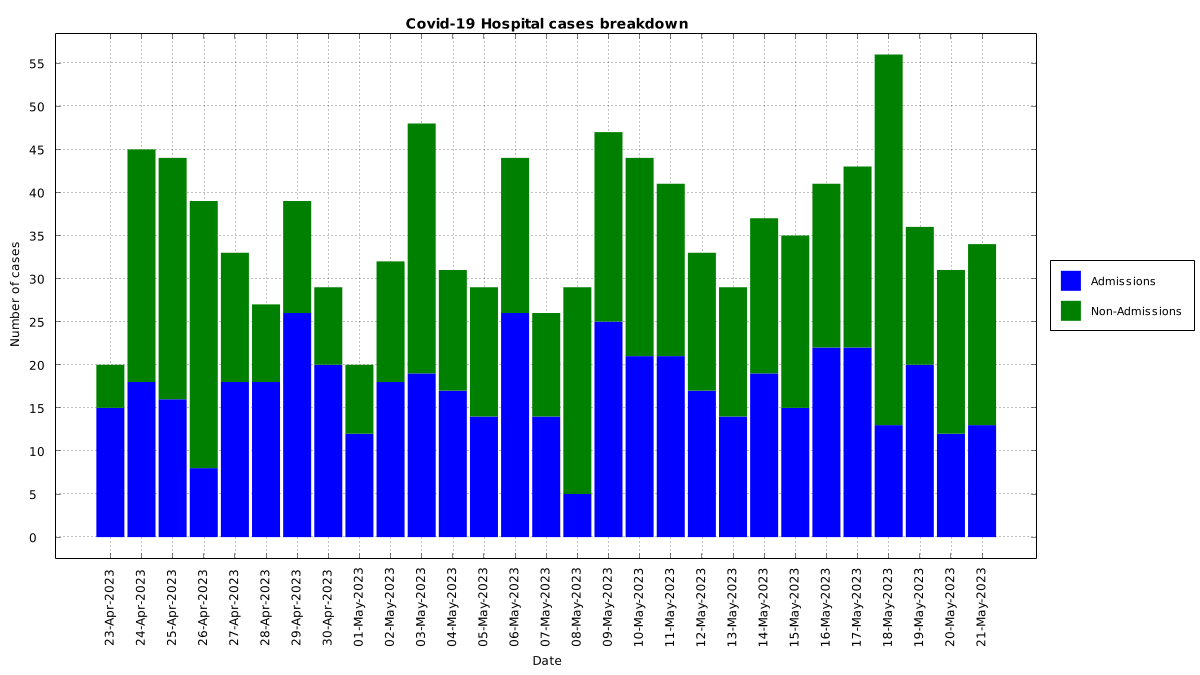 Covid-19 Hospital cases breakdown
55
50
45
40
35
30
25
20
15
10
5
0
Number of cases
23-Apr-2023
24-Apr-2023
25-Apr-2023
26-Apr-2023
27-Apr-2023
28-Apr-2023
29-Apr-2023
30-Apr-2023
01-May-2023
02-May-2023
03-May-2023
04-May-2023
05-May-2023
06-May-2023
07-May-2023
08-May-2023
09-May-2023
10-May-2023
11-May-2023
12-May-2023
13-May-2023
14-May-2023
15-May-2023
16-May-2023
17-May-2023
18-May-2023
19-May-2023
20-May-2023
21-May-2023
Date
Admissions
Non-Admissions